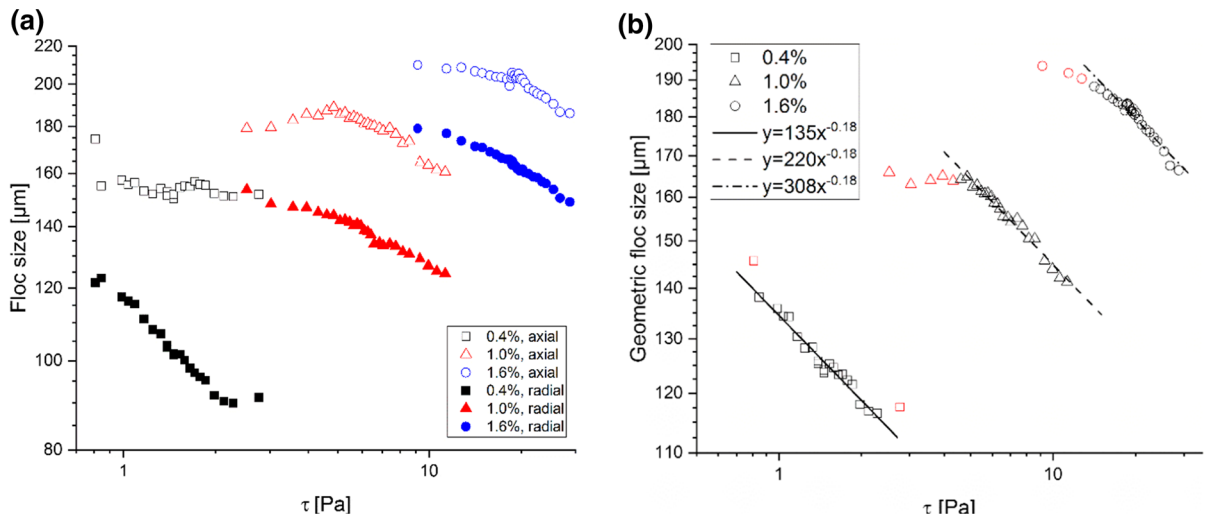 (a)
220
200
180
160
140
120
100
80
Floc size [μm]
1
10
τ [Pa]
0.4%, axial
1.0%, axial
1.6%, axial
0.4%, radial
1.0%, radial
1.6%, radial
(b)
200
190
180
170
160
150
140
130
120
110
Geometric floc size [μm]
1
10
τ [Pa]
0.4%
1.0%
1.6%
y=135x-0.18
y=220x-0.18
y=308x-0.18